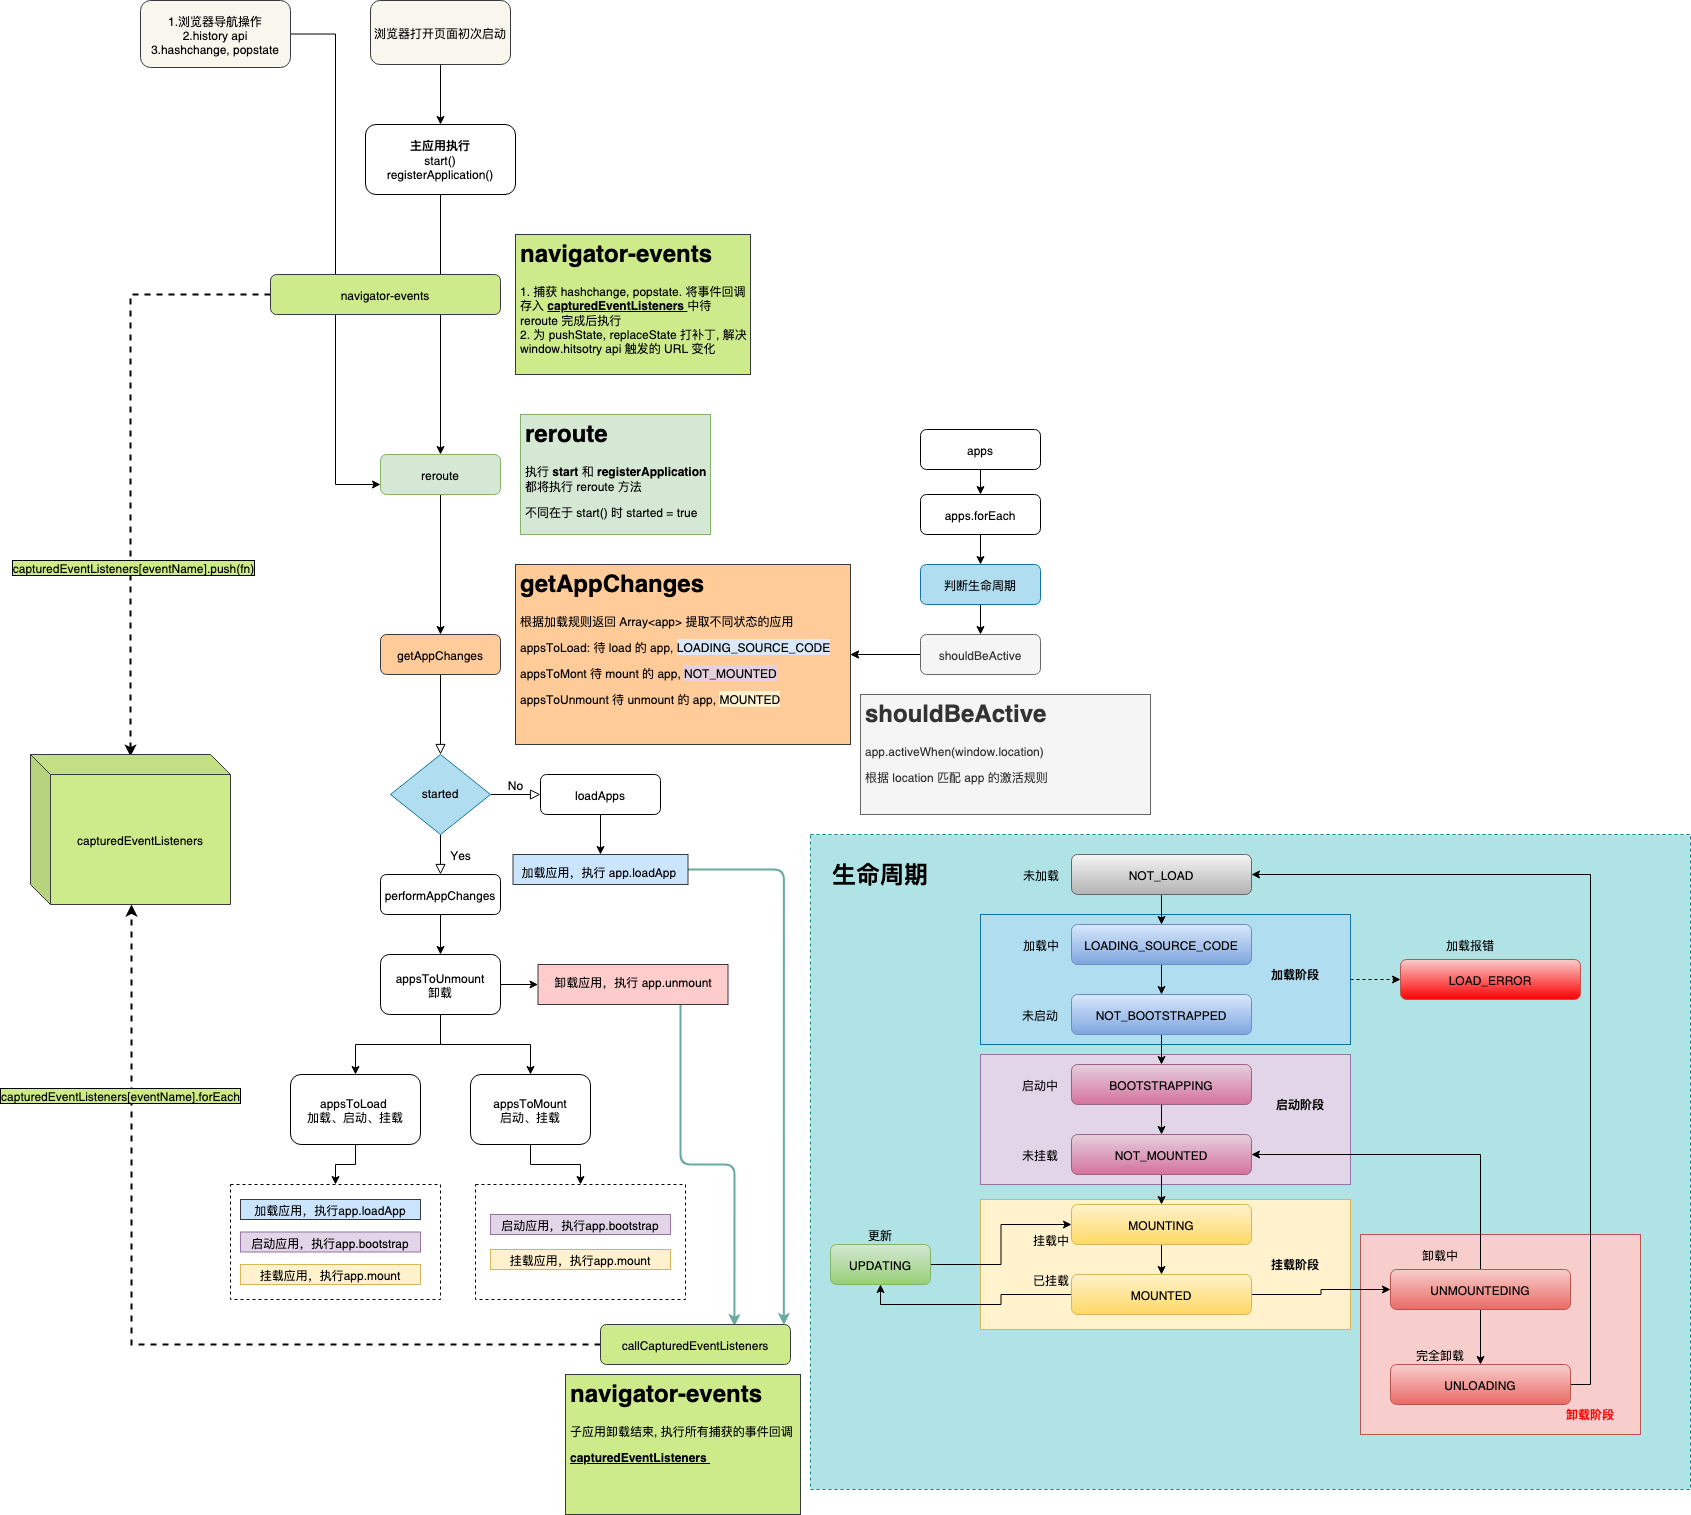 1.浏览器导航操作
2.history api
3.hashchange, popstate
浏览器打开页面初次启动
主应用执行
start()
registerApplication()
navigator-events
navigator-events
1. 捕获 hashchange, popstate. 将事件回调
存入 capturedEventListeners 中待
reroute 完成后执行
2. 为 pushState, replaceState 打补丁, 解决
window.hitsotry api 触发的 URL 变化
reroute
reroute
执行 start 和 registerApplication
都将执行 reroute 方法
不同在于 start() 时 started = true
apps
apps.forEach
判断生命周期
shouldBeActive
capturedEventListeners[eventName].push(fn)
getAppChanges
getAppChanges
根据加载规则返回 Array<app> 提取不同状态的应用
appsToLoad: 待 load 的 app, LOADING_SOURCE_CODE
appsToMont 待 mount 的 app, NOT_MOUNTED
appsToUnmount 待 unmount 的 app, MOUNTED
shouldBeActive
app.activeWhen(window.location)
根据 location 匹配 app 的激活规则
started
No
loadApps
Yes
加载应用，执行 app.loadApp
capturedEventListeners
performAppChanges
appsToUnmount
卸载
卸载应用，执行 app.unmount
capturedEventListeners[eventName].forEach
appsToLoad
加载、启动、挂载
appsToMount
启动、挂载
加载应用，执行app.loadApp
启动应用，执行app.bootstrap
挂载应用，执行app.mount
启动应用，执行app.bootstrap
挂载应用，执行app.mount
callCapturedEventListeners
navigator-events
子应用卸载结束, 执行所有捕获的事件回调
capturedEventListeners
生命周期
未加载
NOT_LOAD
加载中
LOADING_SOURCE_CODE
加载阶段
未启动
NOT_BOOTSTRAPPED
加载报错
LOAD_ERROR
启动中
BOOTSTRAPPING
启动阶段
未挂载
NOT_MOUNTED
更新
UPDATING
MOUNTING
挂载中
挂载阶段
已挂载
MOUNTED
卸载中
UNMOUNTEDING
完全卸载
UNLOADING
卸载阶段